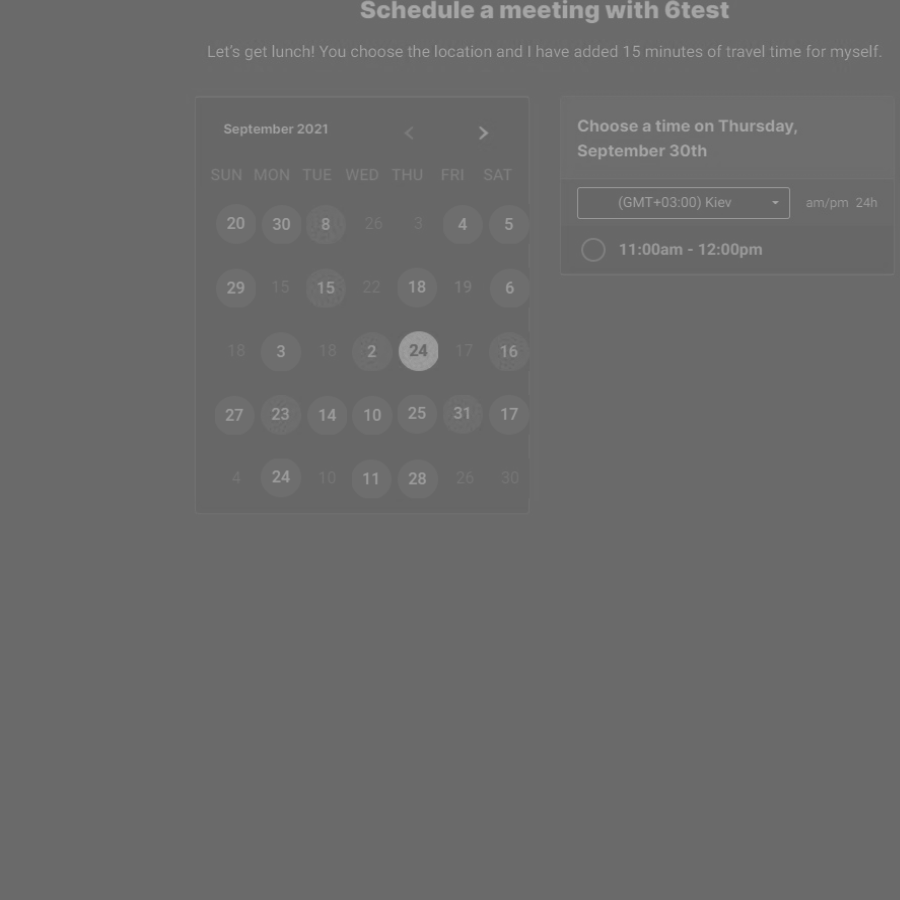 Schedule a meeting with 6test
Let's get lunch! You choose the location and I have added 15 minutes of travel time for myself.
September 2021
SUN MON TUE WED THU FRI SAT
20 30 8 26 3 4 5
29 15 15 22 18 19 6
18 3 18 2 24 17 16
27 23 14 10 25 31 17
4 24 10 11 28 26 30
Choose a time on Thursday,
September 30th
(GMT+03:00) Kiev am/pm 24h
11:00am - 12:00pm